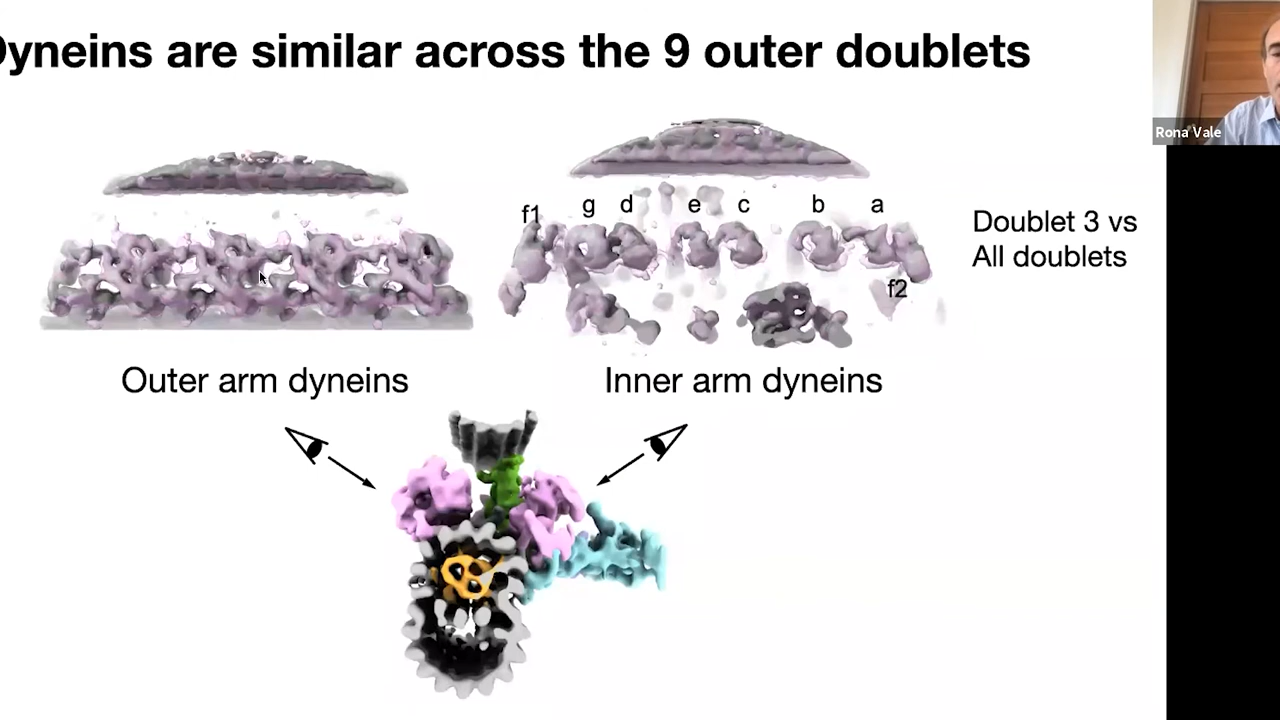 Dyneins are similar across the 9 outer doublets
Rona Vale
f1 g d e c b a
Doublet 3 vs
All doublets
f2
Outer arm dyneins
Inner arm dyneins